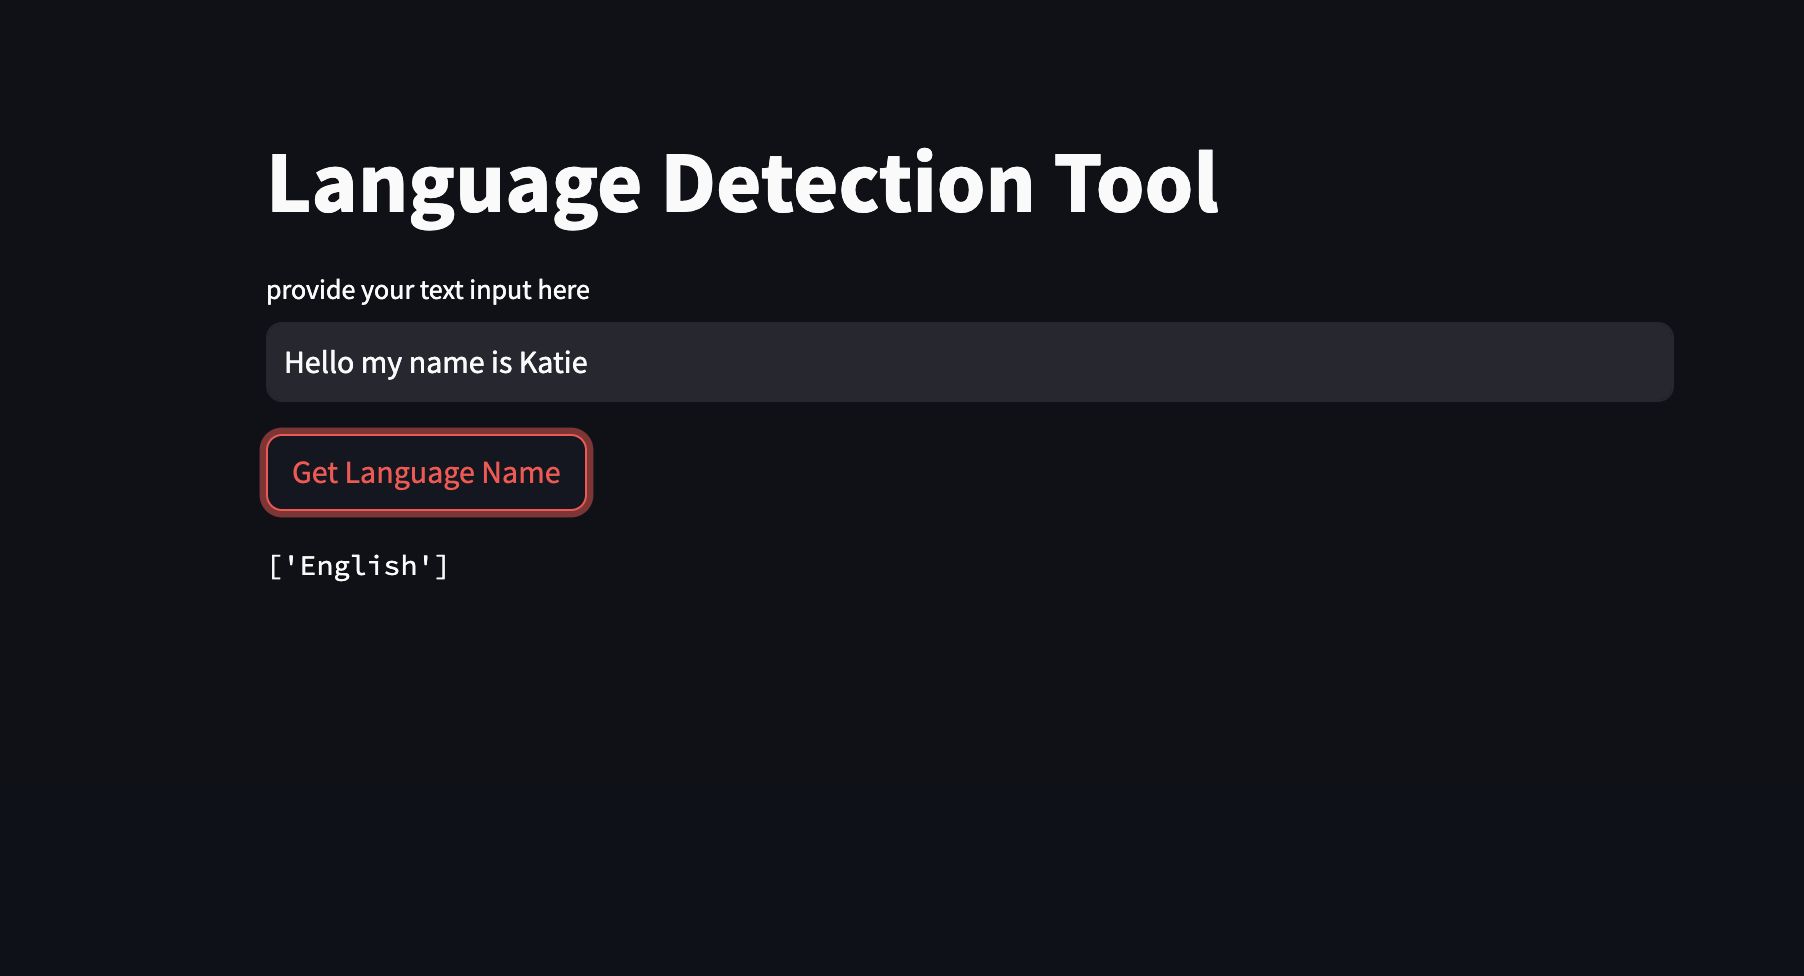 Language Detection Tool
provide your text input here
Hello my name is Katie
Get Language Name
['English']